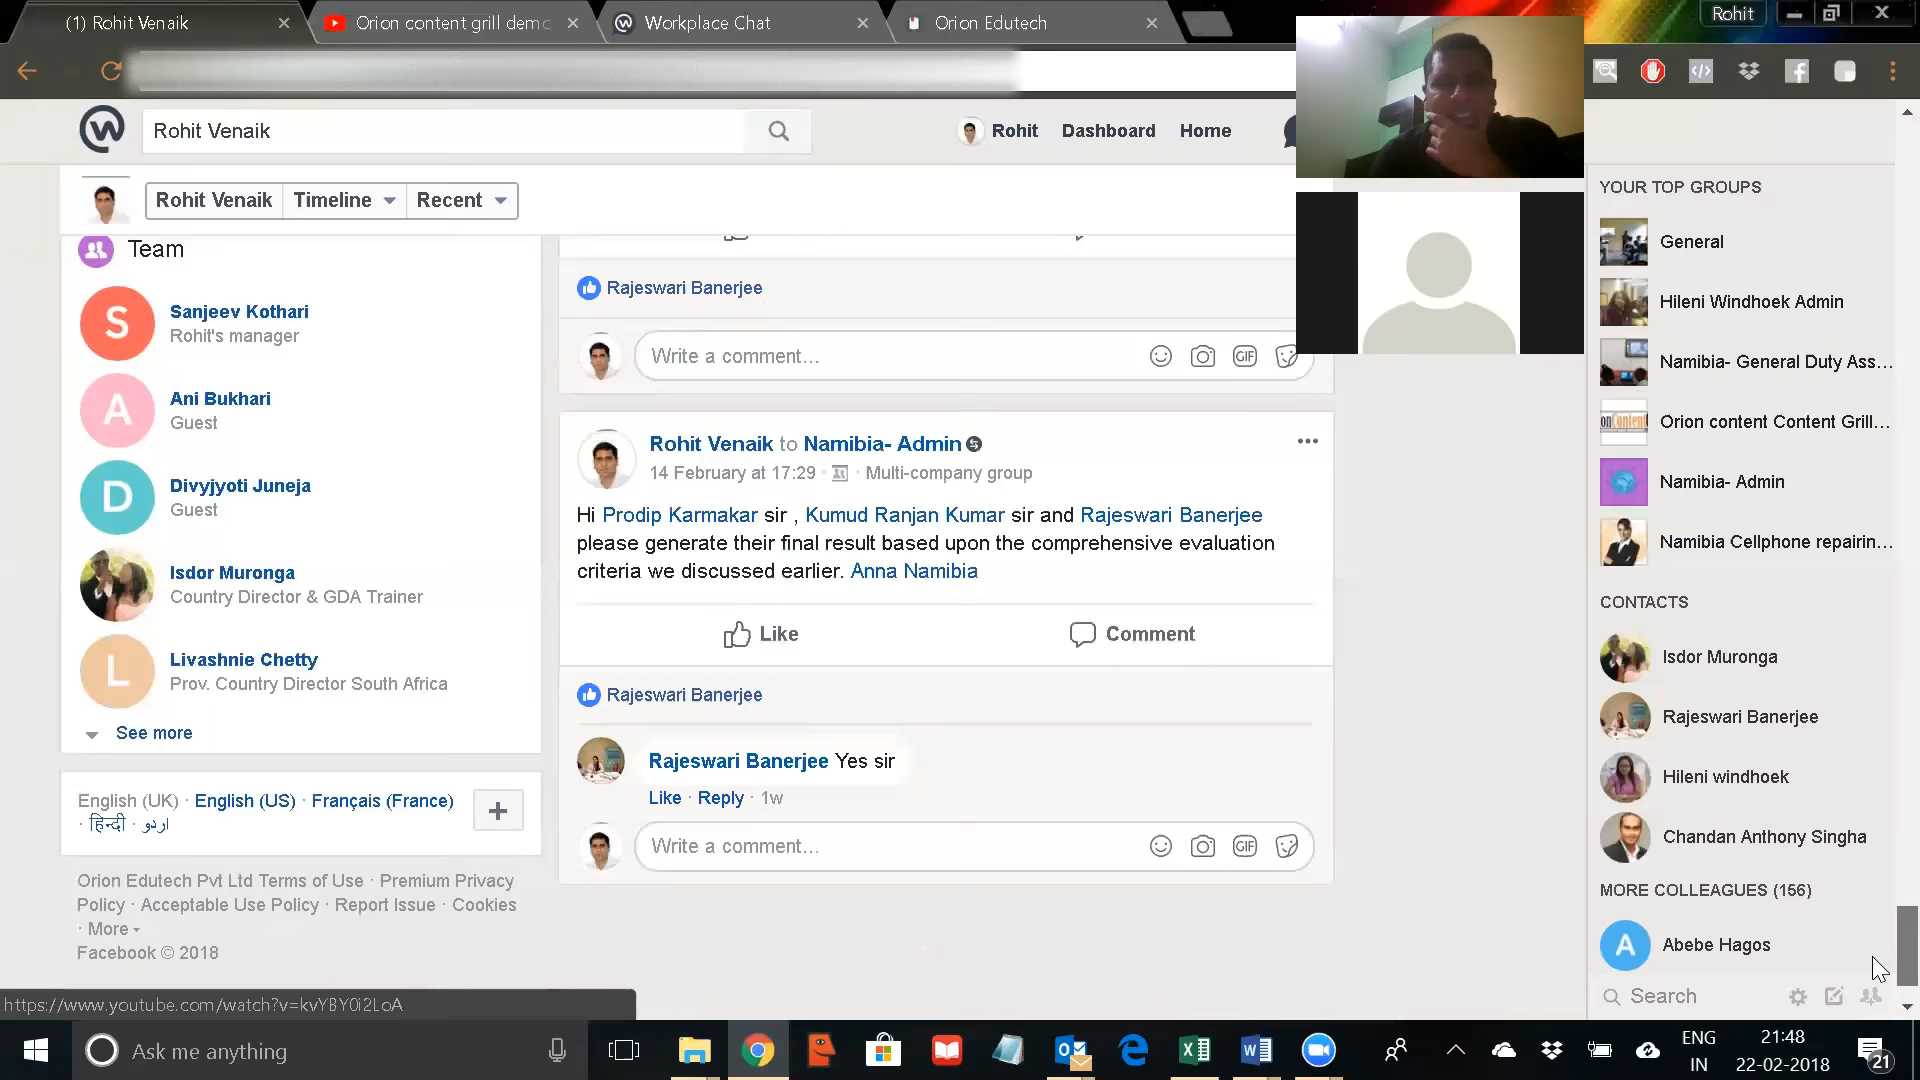 (1) Rohit Venaik
Orion content grill demo
Workplace Chat
Orion Edutech
Rohit
Rohit Venaik
Rohit
Dashboard
Home
Rohit Venaik
Timeline
Recent
Team
Sanjeev Kothari
Rohit's manager
Ani Bukhari
Guest
Divyjyoti Juneja
Guest
Isdor Muronga
Country Director & GDA Trainer
Livashnie Chetty
Prov. Country Director South Africa
See more
English (UK) · English (US) · Français (France)
· हिन्दी · اردو
Orion Edutech Pvt Ltd Terms of Use · Premium Privacy
Policy · Acceptable Use Policy · Report Issue · Cookies
· More
Facebook © 2018
Rajeswari Banerjee
Write a comment...
GIF
Rohit Venaik to Namibia- Admin
14 February at 17:29 · Multi-company group
Hi Prodip Karmakar sir , Kumud Ranjan Kumar sir and Rajeswari Banerjee
please generate their final result based upon the comprehensive evaluation
criteria we discussed earlier. Anna Namibia
Like
Comment
Rajeswari Banerjee
Rajeswari Banerjee Yes sir
Like · Reply · 1w
Write a comment...
GIF
YOUR TOP GROUPS
General
Hileni Windhoek Admin
Namibia- General Duty Ass...
Orion content Content Grill...
Namibia- Admin
Namibia Cellphone repairin...
CONTACTS
Isdor Muronga
Rajeswari Banerjee
Hileni windhoek
Chandan Anthony Singha
MORE COLLEAGUES (156)
A
Abebe Hagos
Search
S
A
D
L
https://www.youtube.com/watch?v=kvYBY0i2LoA
Ask me anything
ENG
IN
21:48
22-02-2018
21